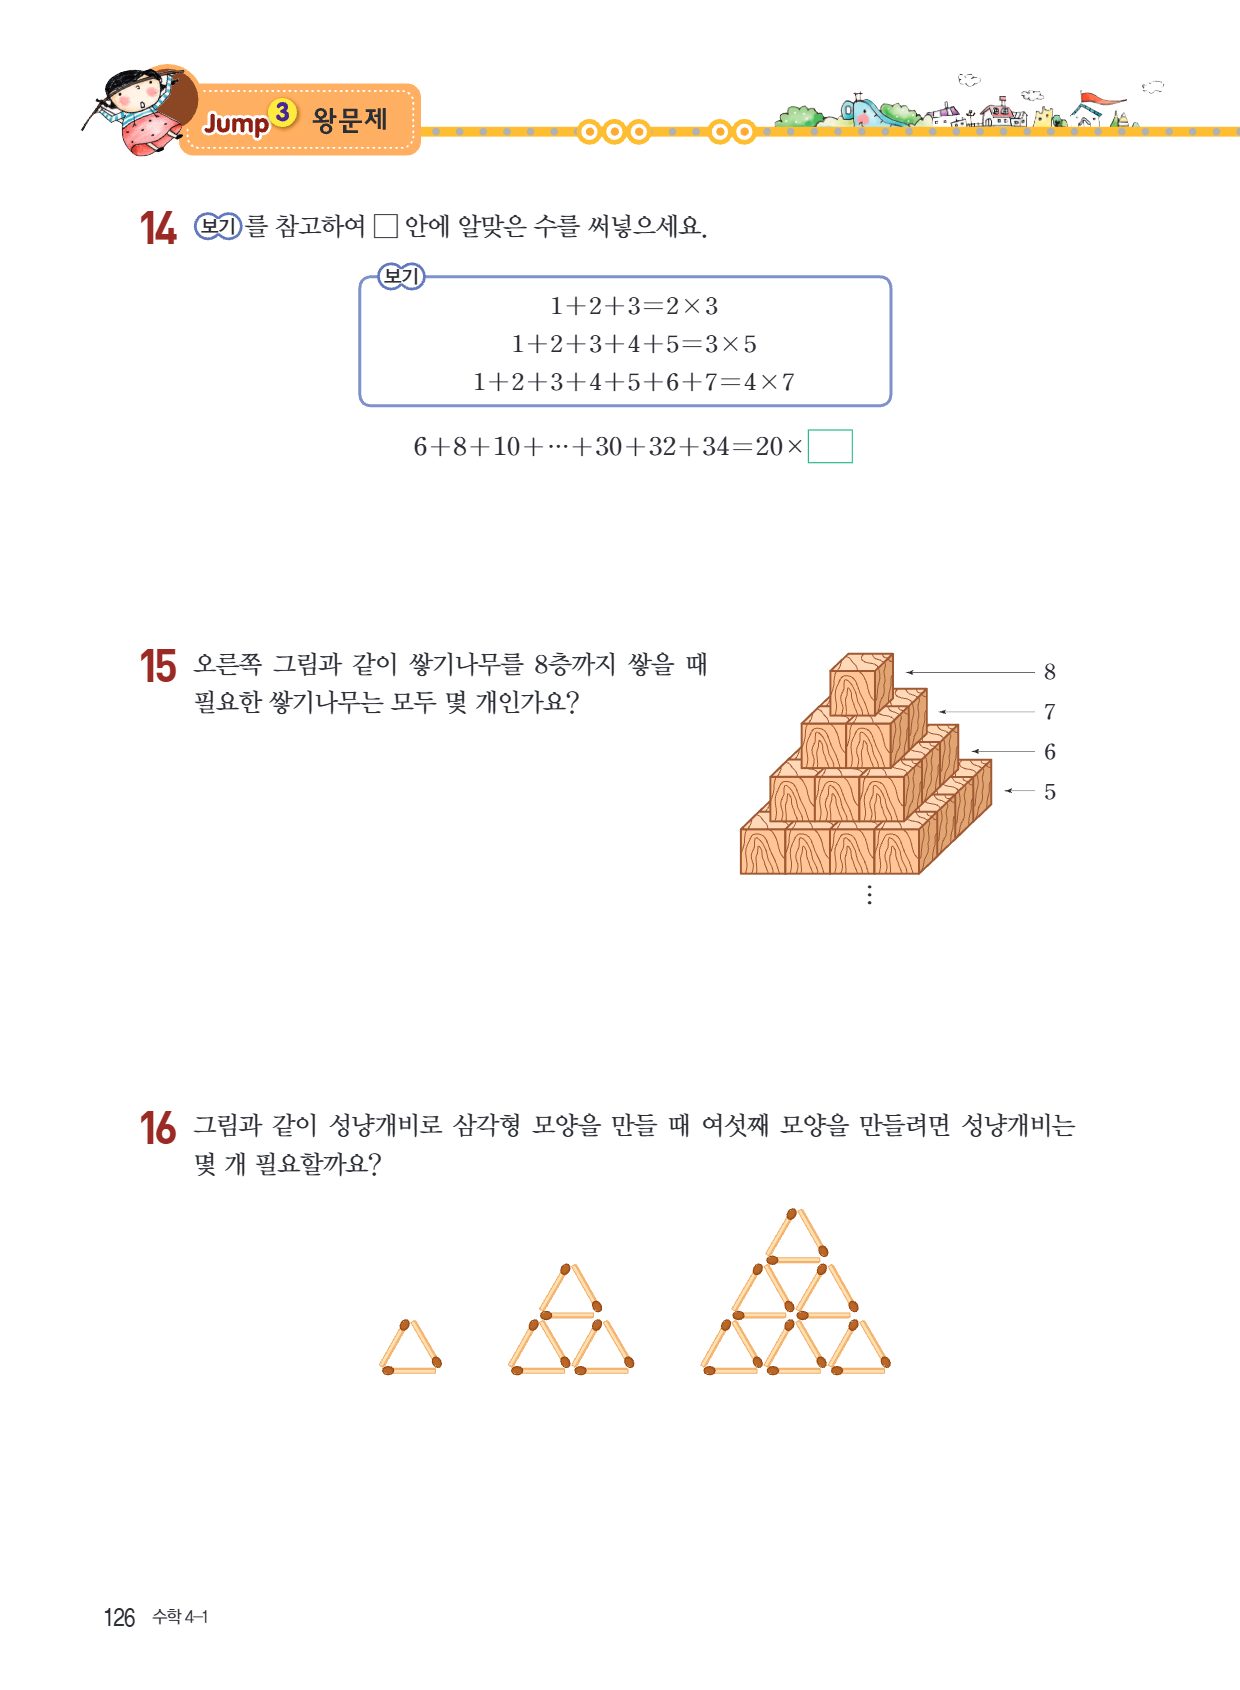 Jump 3 왕문제
14 보기를 참고하여 □ 안에 알맞은 수를 써넣으세요.
보기
1+2+3=2×3
1+2+3+4+5=3×5
1+2+3+4+5+6+7=4×7
6+8+10+⋯+30+32+34=20×□
15 오른쪽 그림과 같이 쌓기나무를 8층까지 쌓을 때
필요한 쌓기나무는 모두 몇 개인가요?
8
7
6
5
⋮
16 그림과 같이 성냥개비로 삼각형 모양을 만들 때 여섯째 모양을 만들려면 성냥개비는
몇 개 필요할까요?
126 수학 4-1